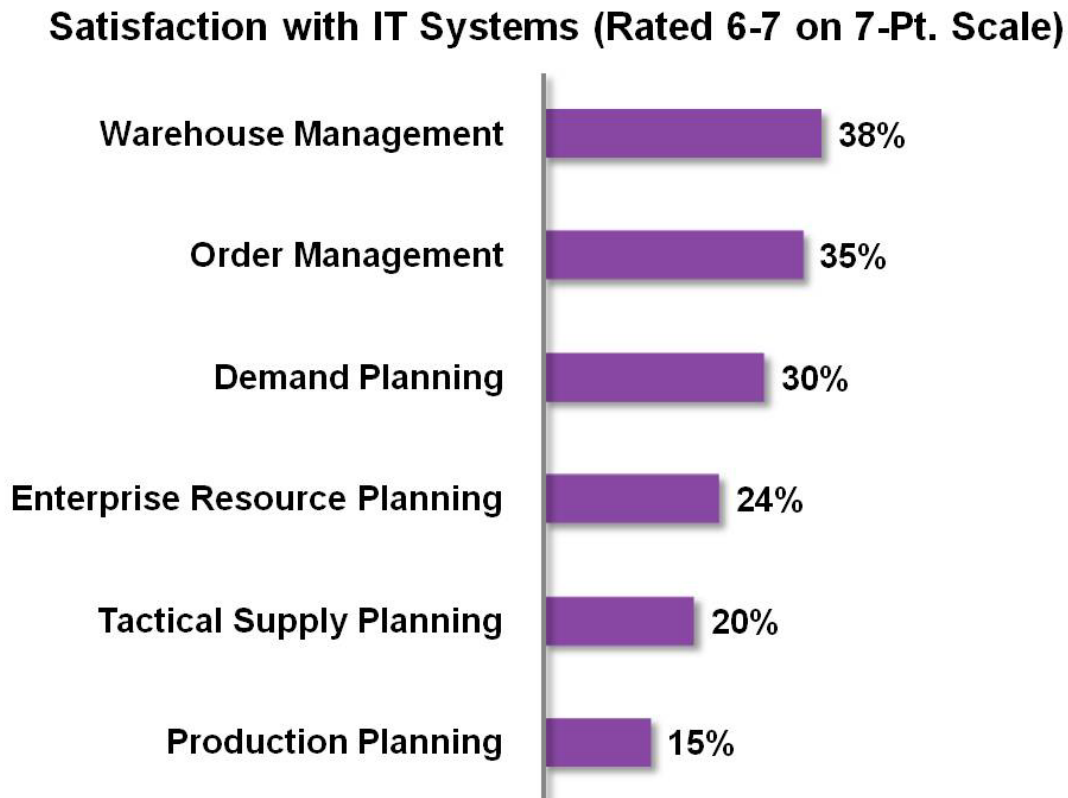 Satisfaction with IT Systems (Rated 6-7 on 7-Pt. Scale)
Warehouse Management 38%
Order Management 35%
Demand Planning 30%
Enterprise Resource Planning 24%
Tactical Supply Planning 20%
Production Planning 15%